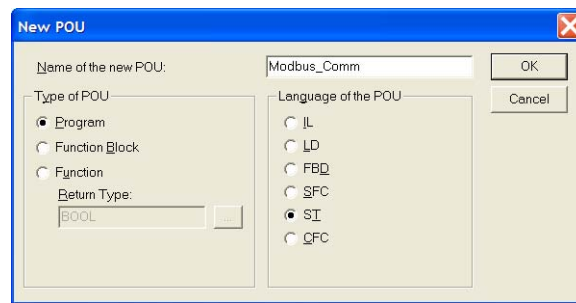 New POU
Name of the new POU:
Modbus_Comm
OK
Cancel
Type of POU
Program
Function Block
Function
Return Type:
BOOL
...
Language of the POU
IL
LD
FBD
SFC
ST
CFC